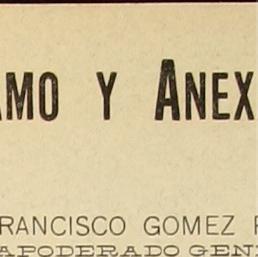 AMO Y ANEX
FRANCISCO GOMEZ
APODERADO GEN